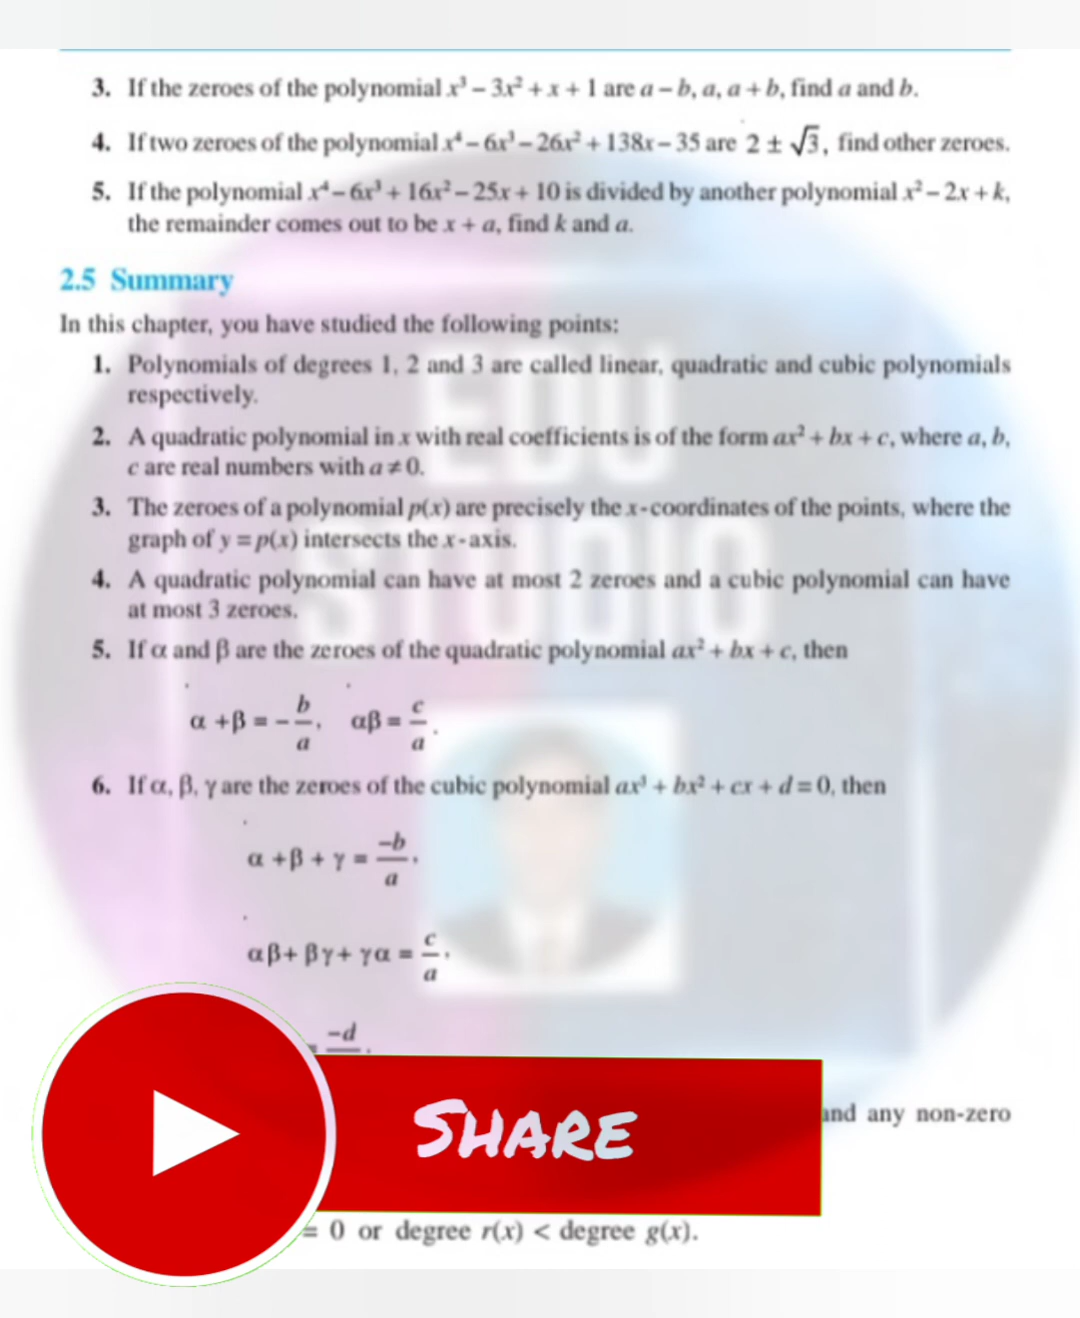 3. If the zeroes of the polynomial x³ – 3x² + x + 1 are a – b, a, a + b, find a and b.
4. If two zeroes of the polynomial x⁴ – 6x³ – 26x² + 138x – 35 are 2 ± √3, find other zeroes.
5. If the polynomial x⁴ – 6x³ + 16x² – 25x + 10 is divided by another polynomial x² – 2x + k,
the remainder comes out to be x + a, find k and a.
2.5 Summary
In this chapter, you have studied the following points:
1. Polynomials of degrees 1, 2 and 3 are called linear, quadratic and cubic polynomials
respectively.
2. A quadratic polynomial in x with real coefficients is of the form ax² + bx + c, where a, b,
c are real numbers with a ≠ 0.
3. The zeroes of a polynomial p(x) are precisely the x-coordinates of the points, where the
graph of y = p(x) intersects the x-axis.
4. A quadratic polynomial can have at most 2 zeroes and a cubic polynomial can have
at most 3 zeroes.
5. If α and β are the zeroes of the quadratic polynomial ax² + bx + c, then
α + β = –b/a, αβ = c/a.
6. If α, β, γ are the zeroes of the cubic polynomial ax³ + bx² + cx + d = 0, then
α + β + γ = –b/a,
αβ + βγ + γα = c/a,
= –d
and any non-zero
SHARE
= 0 or degree r(x) < degree g(x).
EDU
STUDIO